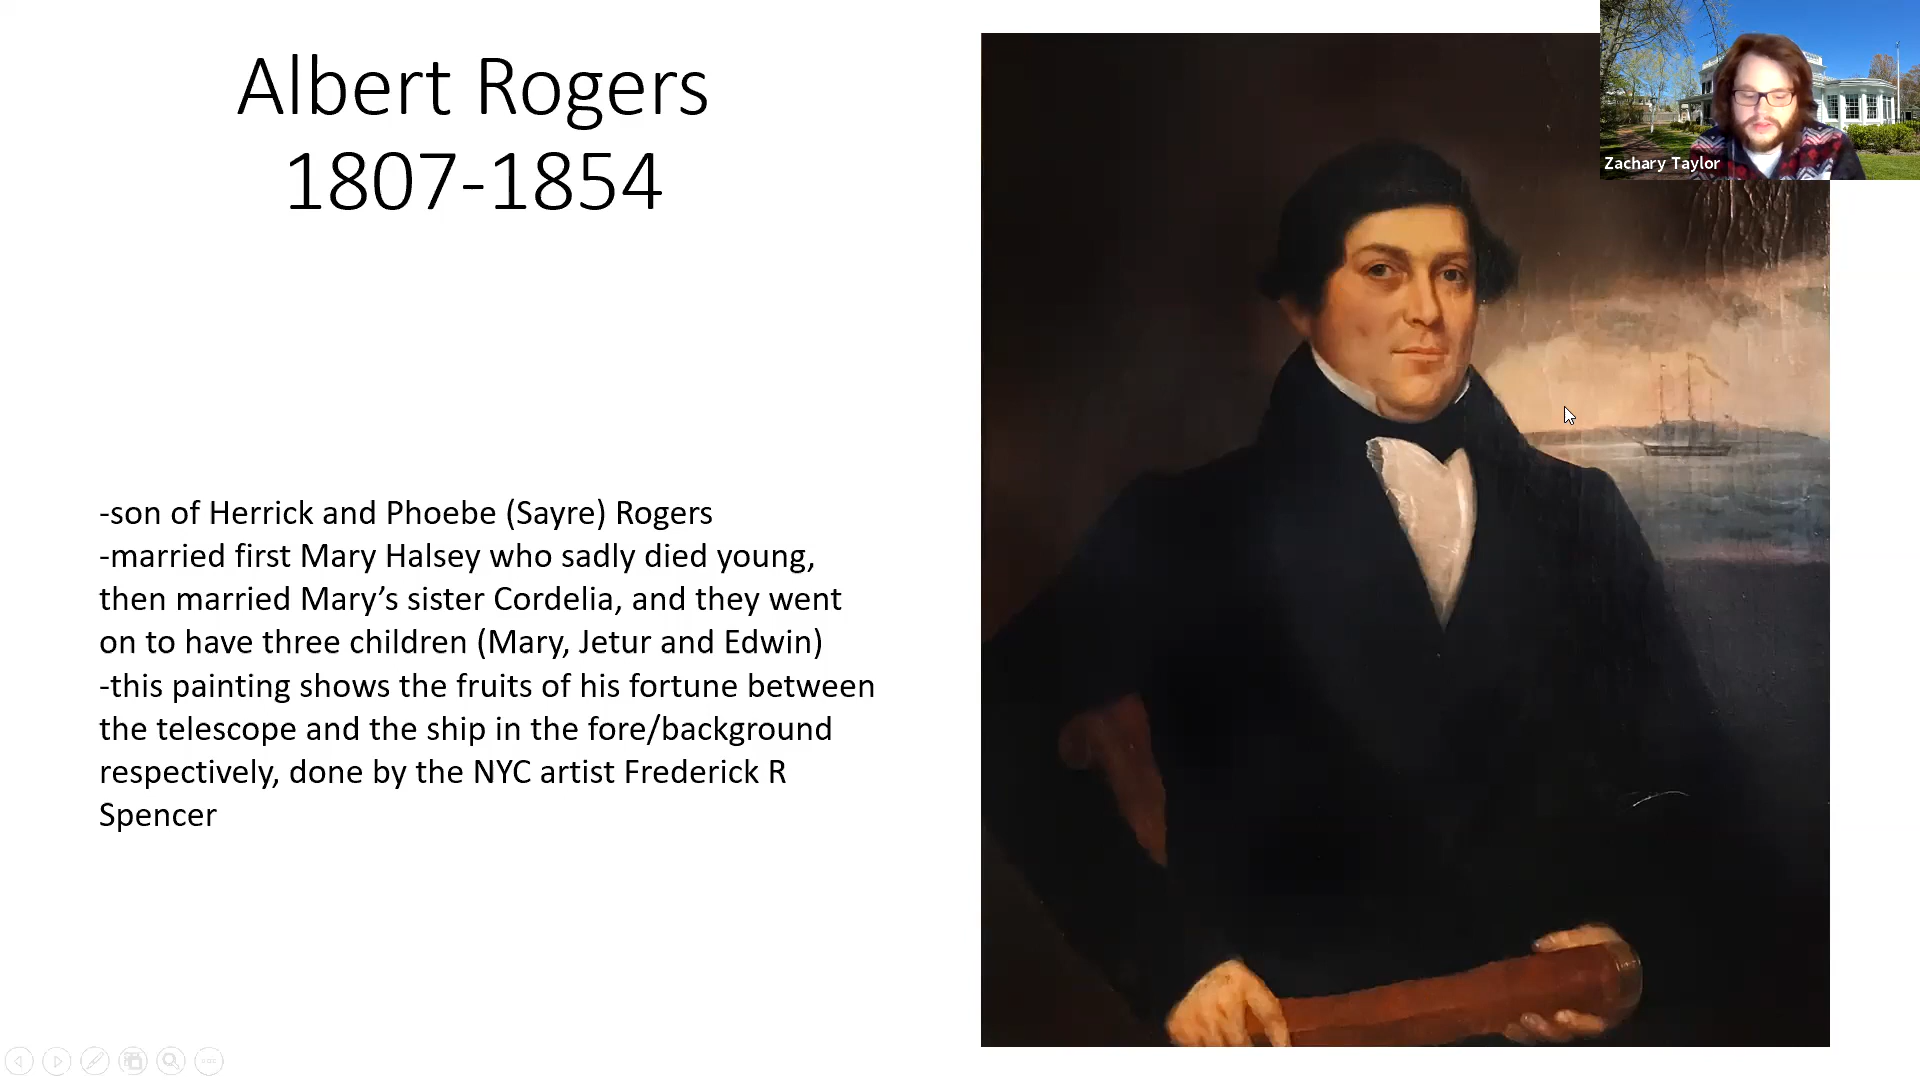 Albert Rogers
1807-1854
Zachary Taylor
-son of Herrick and Phoebe (Sayre) Rogers
-married first Mary Halsey who sadly died young,
then married Mary’s sister Cordelia, and they went
on to have three children (Mary, Jetur and Edwin)
-this painting shows the fruits of his fortune between
the telescope and the ship in the fore/background
respectively, done by the NYC artist Frederick R
Spencer